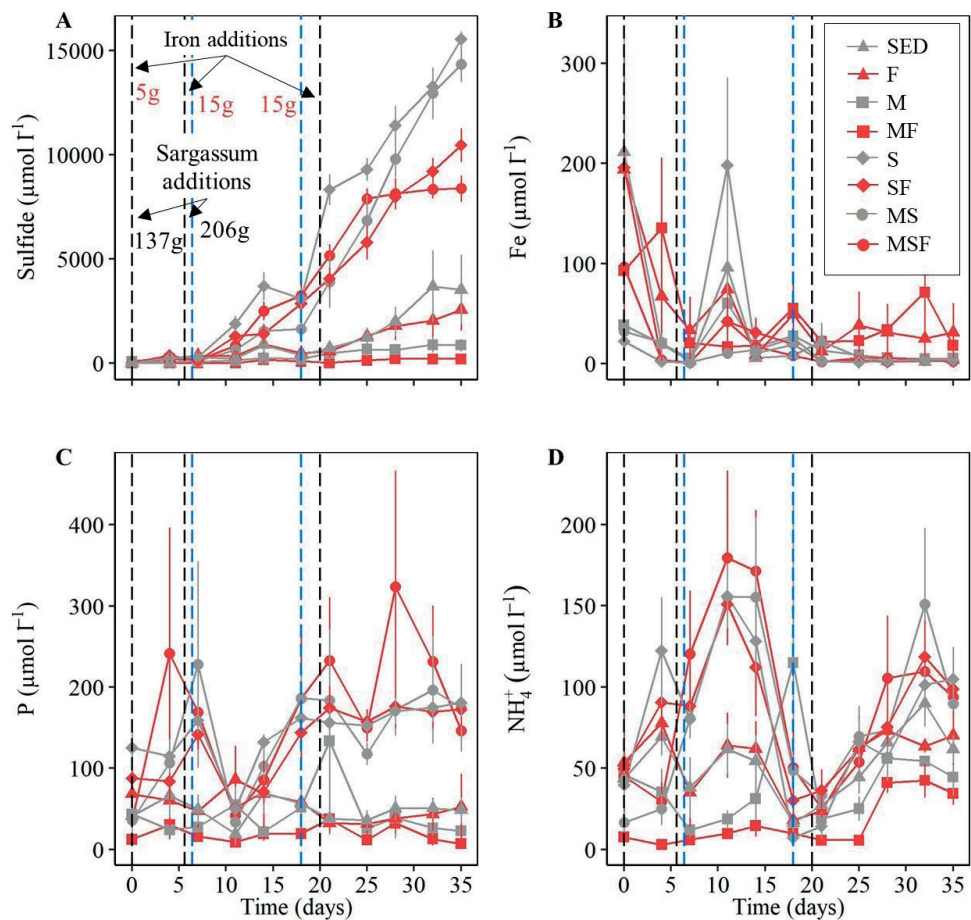 A
Iron additions
5g
15g
15g
Sargassum
additions
137g
206g
Sulfide (μmol l⁻¹)
15000
10000
5000
0
B
SED
F
M
MF
S
SF
MS
MSF
Fe (μmol l⁻¹)
300
200
100
0
C
P (μmol l⁻¹)
400
300
200
100
50
0
0 5 10 15 20 25 30 35
Time (days)
D
NH₄⁺ (μmol l⁻¹)
200
150
100
50
0
0 5 10 15 20 25 30 35
Time (days)